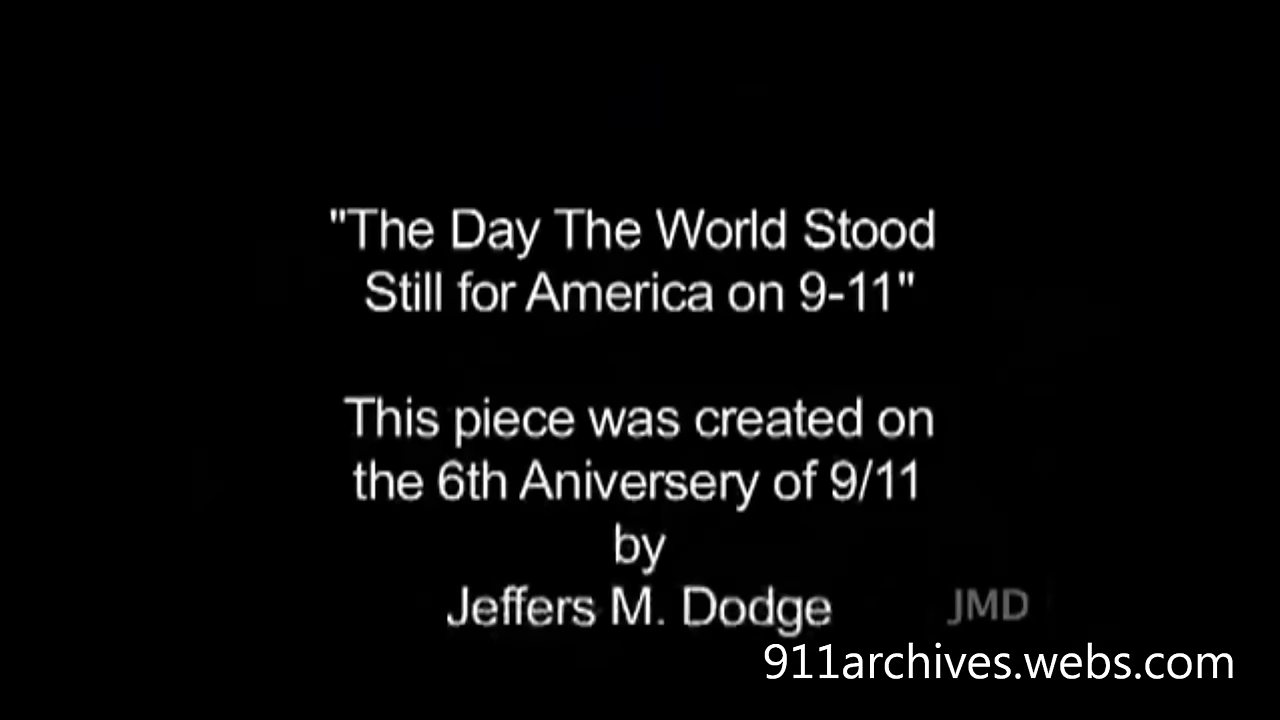 "The Day The World Stood
Still for America on 9-11"
This piece was created on
the 6th Aniversery of 9/11
by
Jeffers M. Dodge
JMD
911archives.webs.com